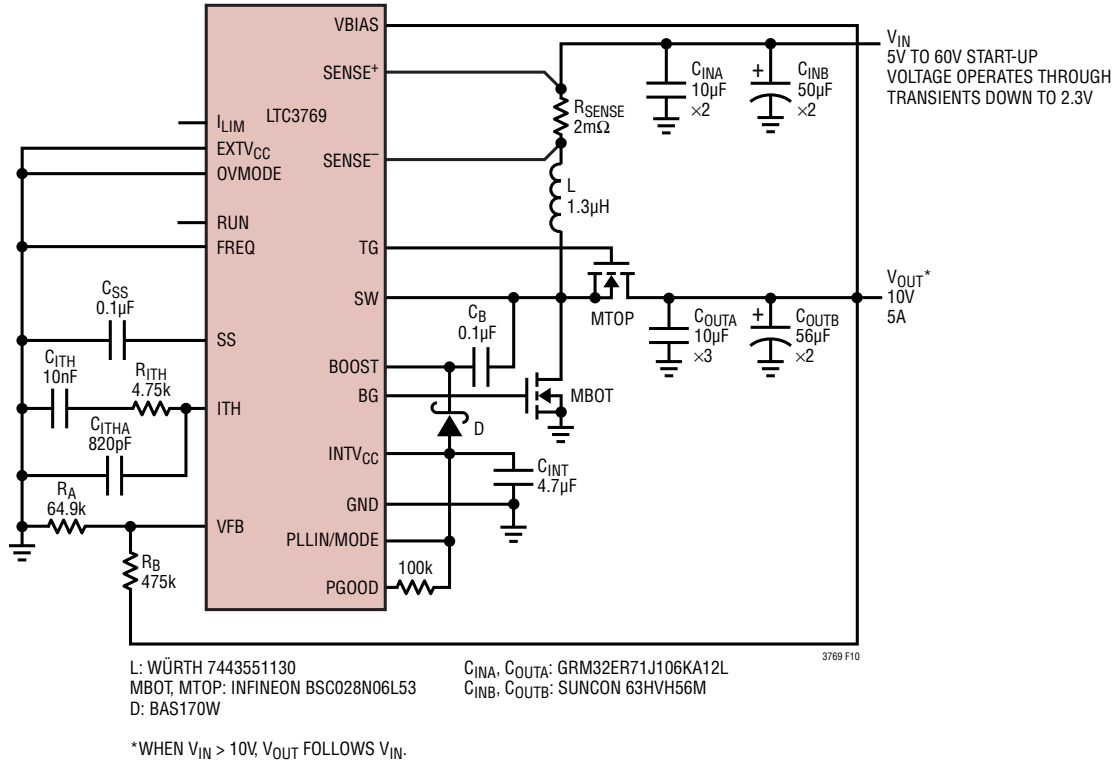 VBIAS
SENSE+
LTC3769
SENSE−
ILIM
EXTVCC
OVMODE
RUN
FREQ
TG
SW
SS
BOOST
BG
ITH
INTVCC
GND
VFB
PLLIN/MODE
PGOOD
VIN
5V TO 60V START-UP
VOLTAGE OPERATES THROUGH
TRANSIENTS DOWN TO 2.3V
CINA
10µF
×2
+
CINB
50µF
×2
RSENSE
2mΩ
L
1.3µH
MTOP
VOUT*
10V
5A
COUTA
10µF
×3
+
COUTB
56µF
×2
CB
0.1µF
MBOT
D
CINT
4.7µF
100k
CSS
0.1µF
CITH
10nF
RITH
4.75k
CITHA
820pF
RA
64.9k
RB
475k
3769 F10
L: WÜRTH 7443551130
MBOT, MTOP: INFINEON BSC028N06L53
D: BAS170W
CINA, COUTA: GRM32ER71J106KA12L
CINB, COUTB: SUNCON 63HVH56M
*WHEN VIN > 10V, VOUT FOLLOWS VIN.